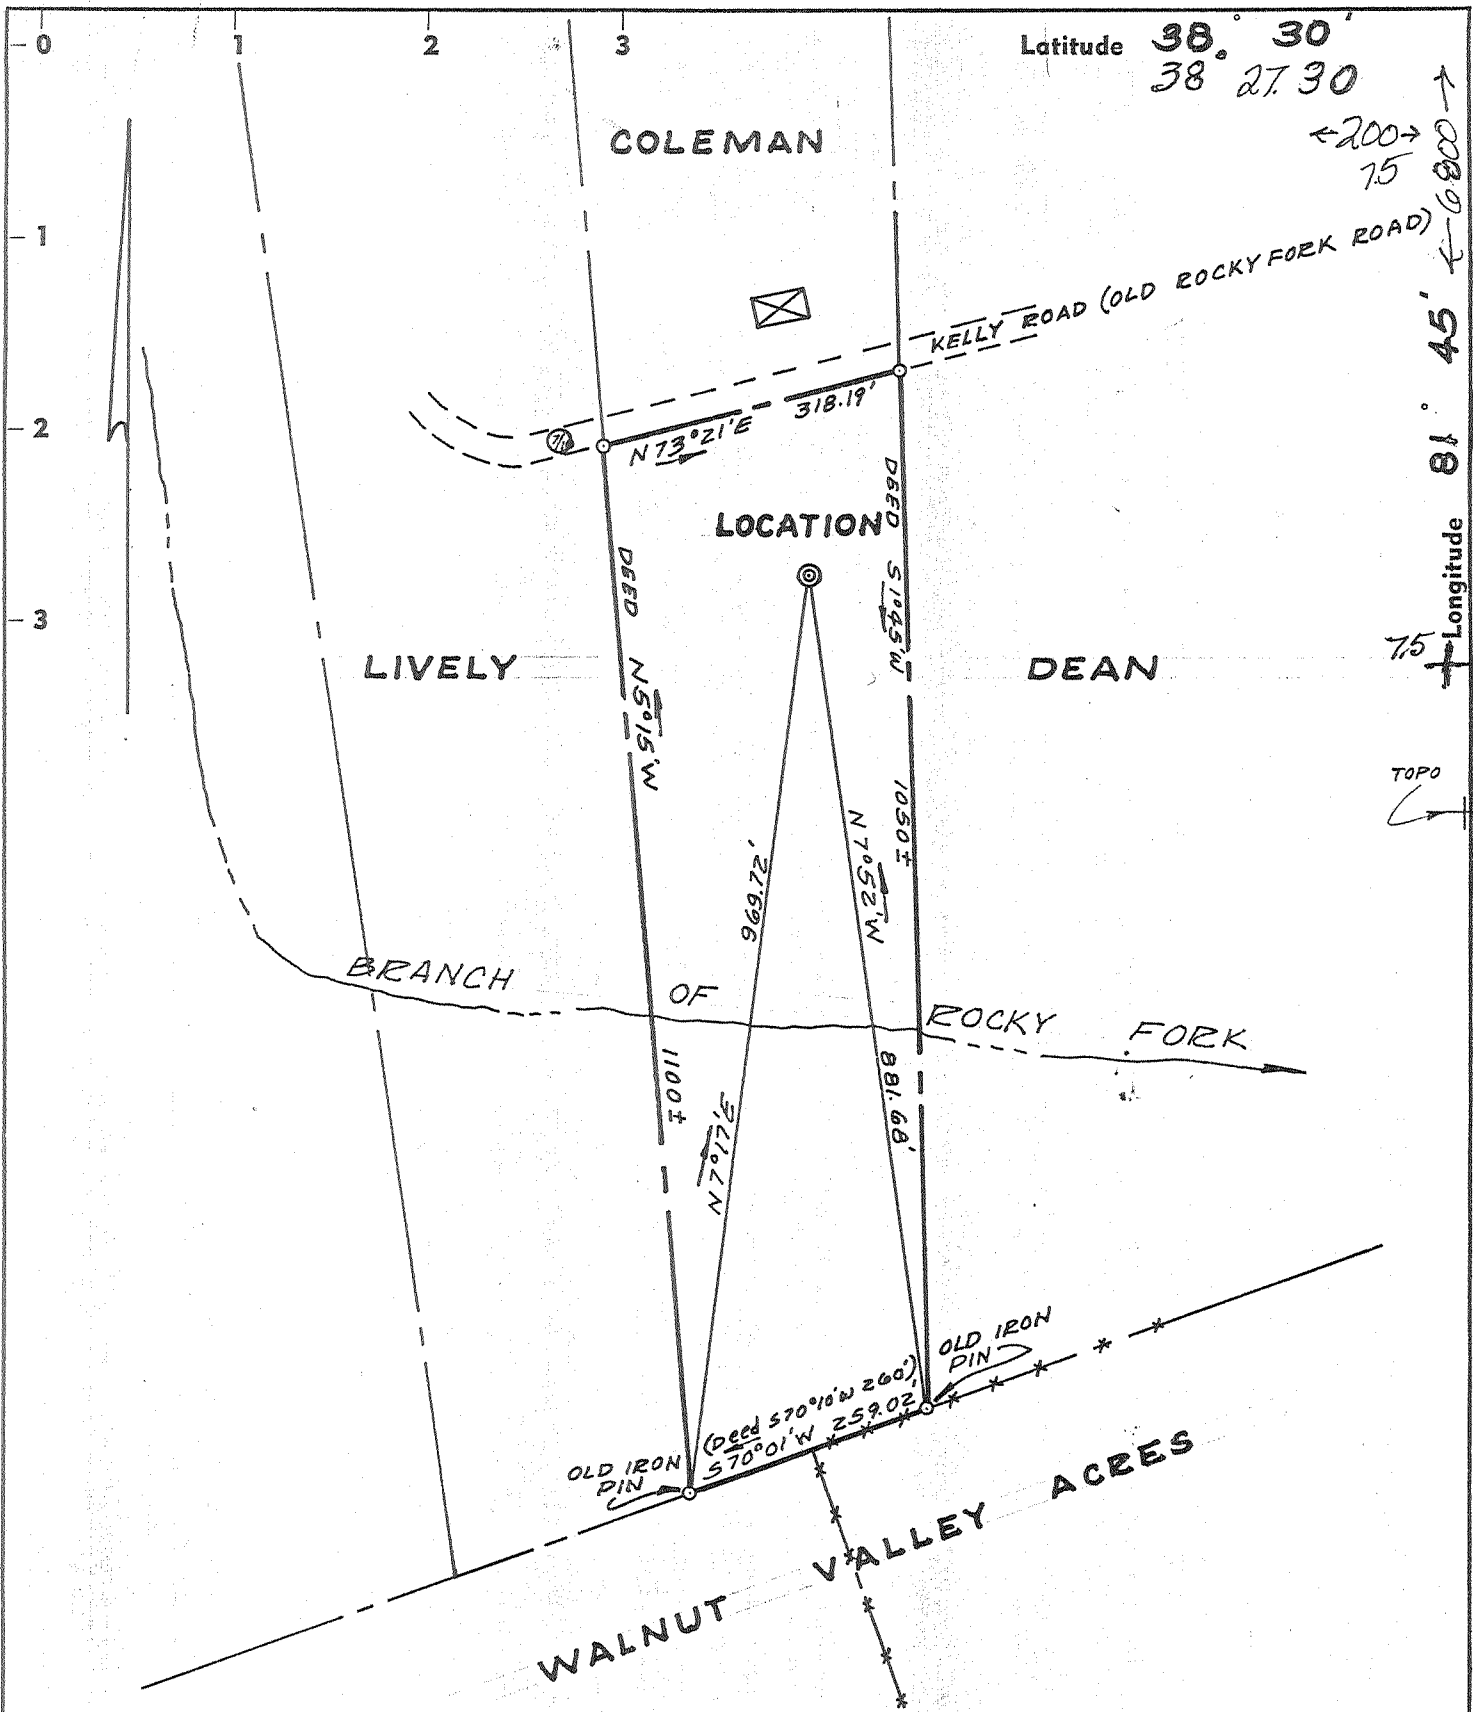 0 1 2 3
Latitude 38° 30'
38° 27.30
←200→
75
←6800→
COLEMAN
1
2
3
KELLY ROAD (OLD ROCKY FORK ROAD)
81° 45'
Longitude
7,5
TOPO
N 73°21'E 318.19'
LOCATION
DEED S1°45'W 1050±
DEED N5°15'W 1100±
LIVELY
DEAN
969.72'
N7°17'E
N 7°52'W
881.68'
BRANCH OF ROCKY FORK
OLD IRON
PIN
OLD IRON
PIN
(Deed S70°10'W 260')
S70°01'W 259.02'
WALNUT VALLEY ACRES